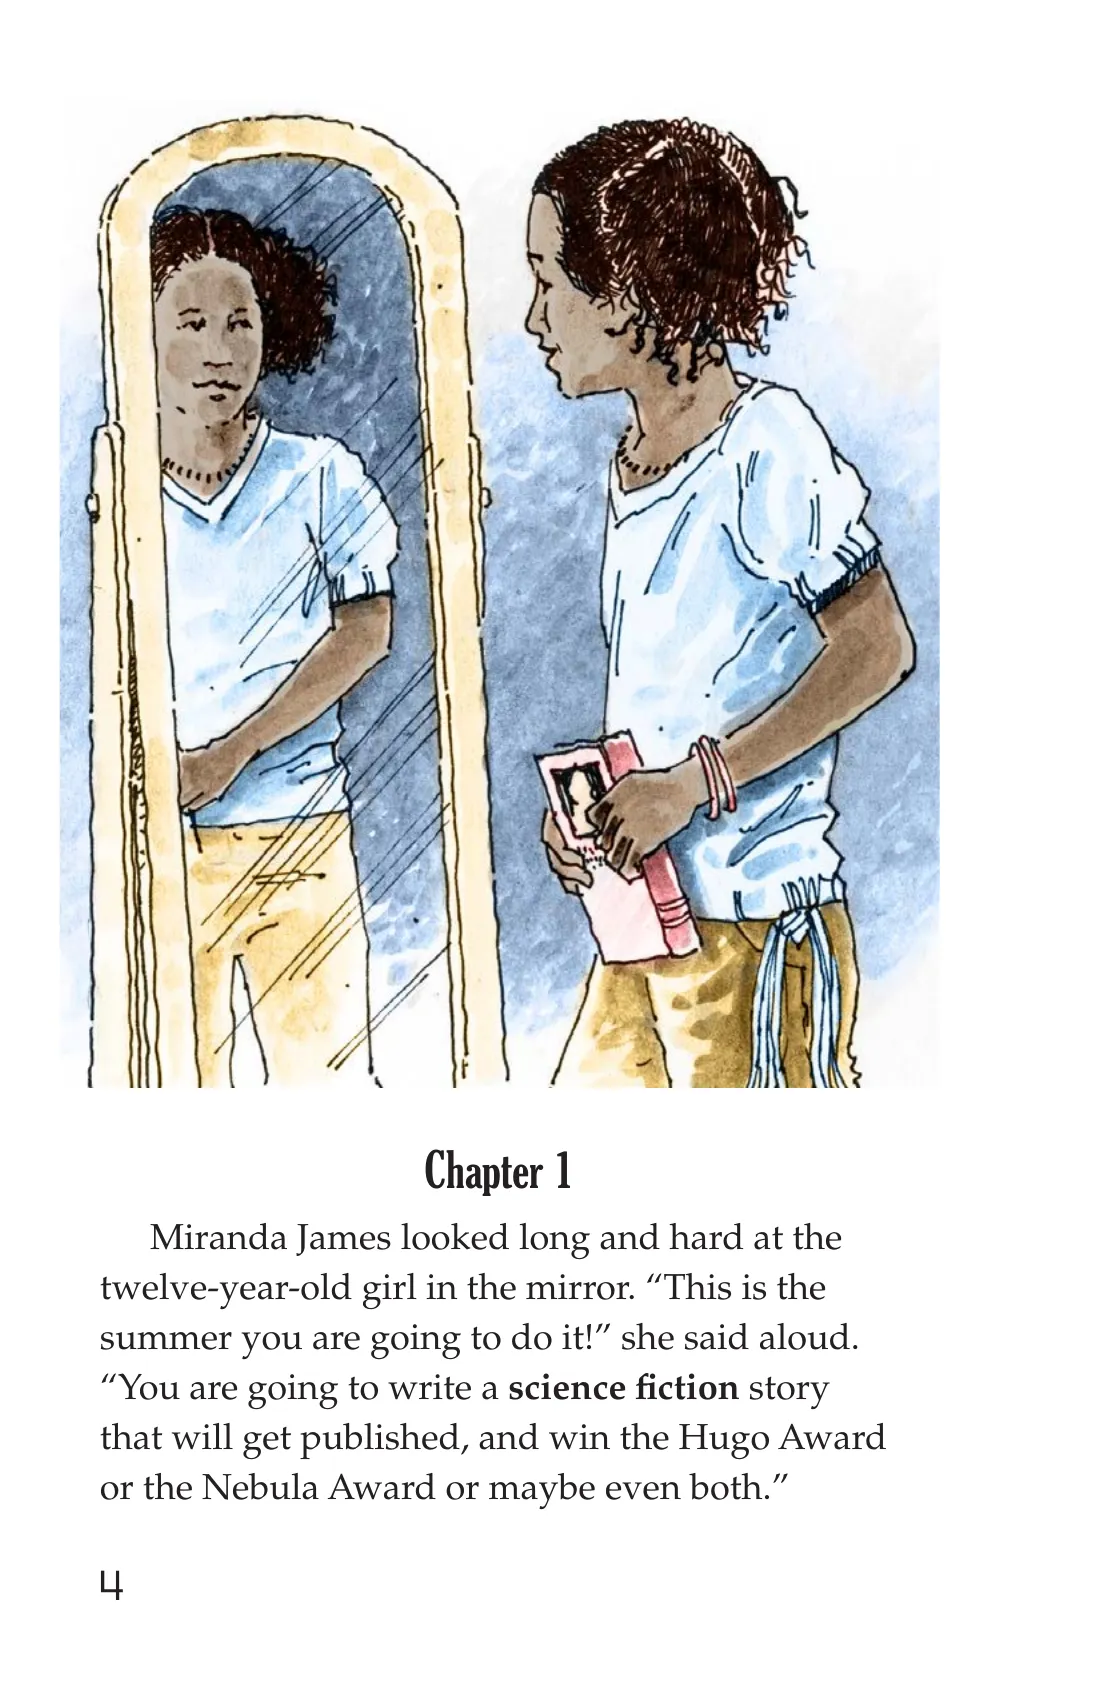 Chapter 1
Miranda James looked long and hard at the
twelve-year-old girl in the mirror. “This is the
summer you are going to do it!” she said aloud.
“You are going to write a science fiction story
that will get published, and win the Hugo Award
or the Nebula Award or maybe even both.”
4